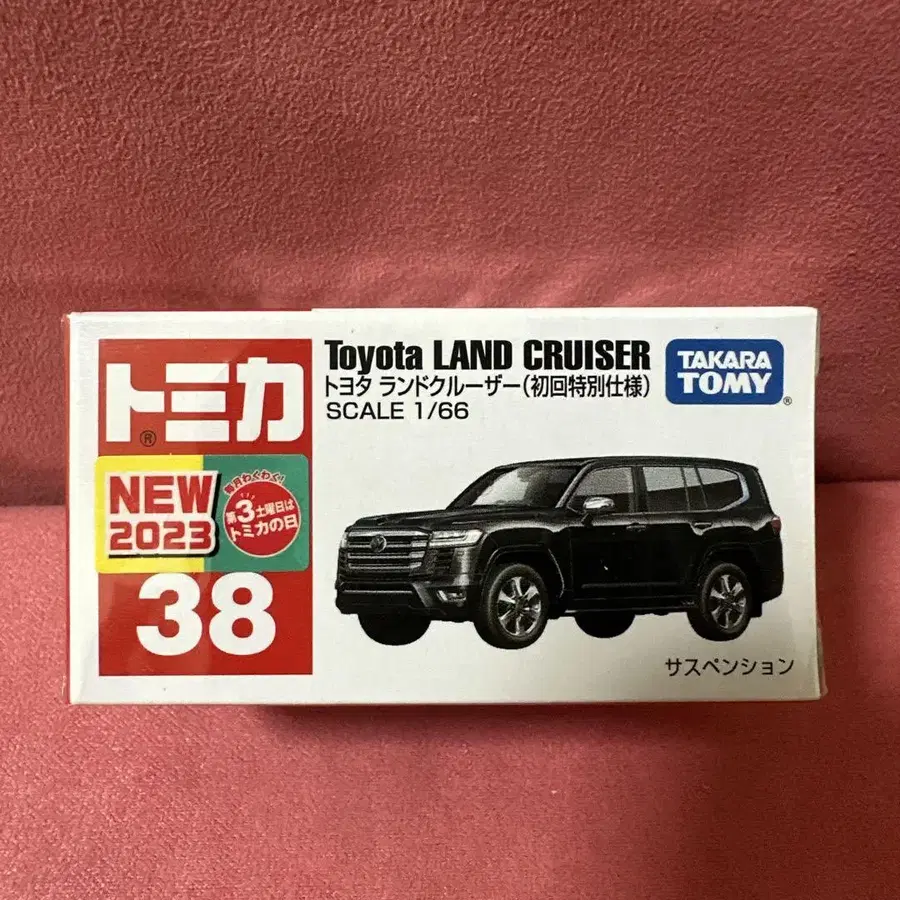 トミカ
®
NEW
2023
毎月わくわく!
第3土曜日は
トミカの日
38
Toyota LAND CRUISER
トヨタ ランドクルーザー(初回特別仕様)
SCALE 1/66
TAKARA
TOMY
®
サスペンション